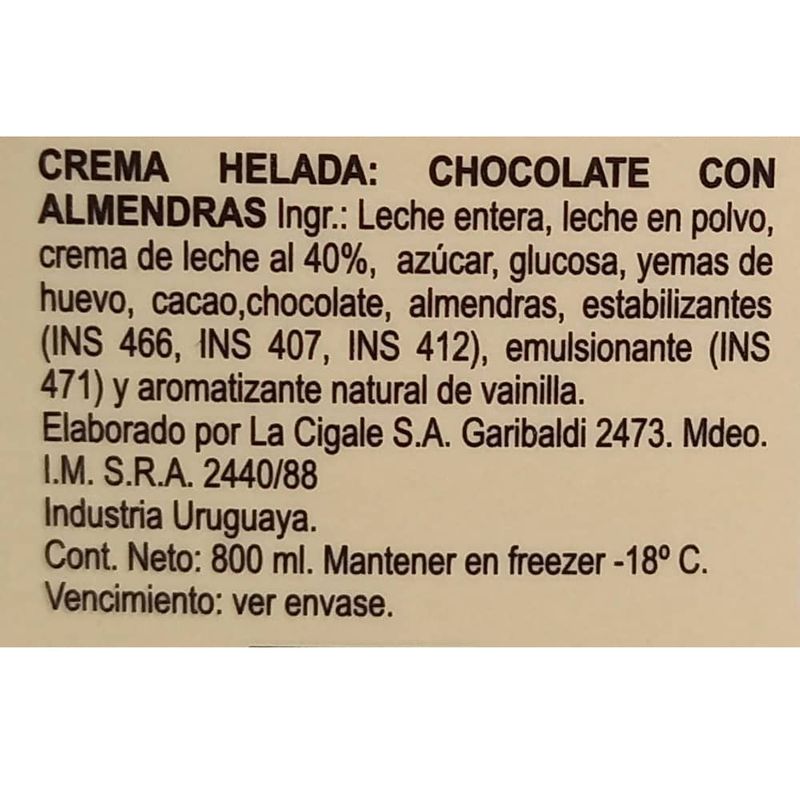 CREMA HELADA: CHOCOLATE CON
ALMENDRAS Ingr.: Leche entera, leche en polvo,
crema de leche al 40%, azúcar, glucosa, yemas de
huevo, cacao,chocolate, almendras, estabilizantes
(INS 466, INS 407, INS 412), emulsionante (INS
471) y aromatizante natural de vainilla.
Elaborado por La Cigale S.A. Garibaldi 2473. Mdeo.
I.M. S.R.A. 2440/88
Industria Uruguaya.
Cont. Neto: 800 ml. Mantener en freezer -18º C.
Vencimiento: ver envase.